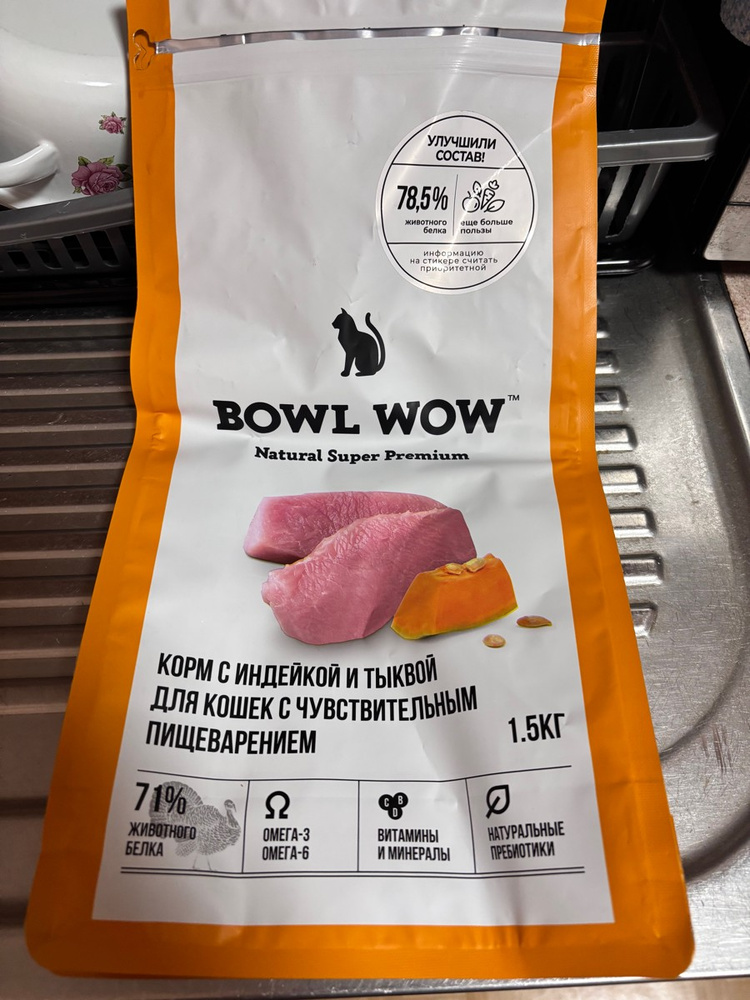 УЛУЧШИЛИ
СОСТАВ!
78,5%
животного
белка
еще больше
пользы
информацию
на стикере считать
приоритетной
BOWL WOW™
Natural Super Premium
КОРМ С ИНДЕЙКОЙ И ТЫКВОЙ
ДЛЯ КОШЕК С ЧУВСТВИТЕЛЬНЫМ
ПИЩЕВАРЕНИЕМ
1.5КГ
71%
ЖИВОТНОГО
БЕЛКА
Ω
ОМЕГА-3
ОМЕГА-6
C B
D
ВИТАМИНЫ
И МИНЕРАЛЫ
НАТУРАЛЬНЫЕ
ПРЕБИОТИКИ